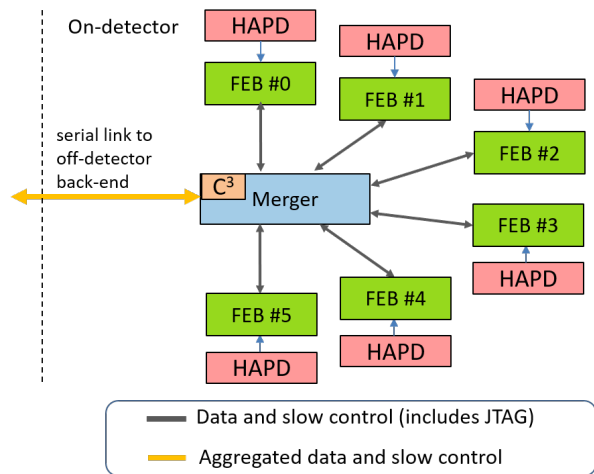 On-detector
HAPD
HAPD
FEB #0
FEB #1
HAPD
FEB #2
serial link to
off-detector
back-end
C³
Merger
FEB #3
HAPD
FEB #5
FEB #4
HAPD
HAPD
Data and slow control (includes JTAG)
Aggregated data and slow control